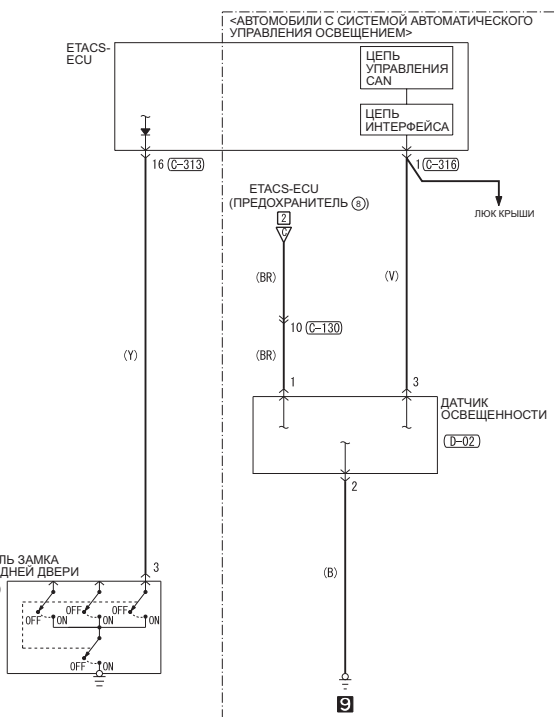 <АВТОМОБИЛИ С СИСТЕМОЙ АВТОМАТИЧЕСКОГО
УПРАВЛЕНИЯ ОСВЕЩЕНИЕМ>
ETACS-
ECU
ЦЕПЬ
УПРАВЛЕНИЯ
CAN
ЦЕПЬ
ИНТЕРФЕЙСА
16 (C-313)
1 (C-316)
ETACS-ECU
(ПРЕДОХРАНИТЕЛЬ 8)
2
C
ЛЮК КРЫШИ
(BR)
(V)
10 (C-130)
(Y)
(BR)
1
3
ДАТЧИК
ОСВЕЩЕННОСТИ
(D-02)
2
ЛЬ ЗАМКА
ДНЕЙ ДВЕРИ
3
(B)
OFF OFF OFF
OFF ON ON ON
OFF ON
9